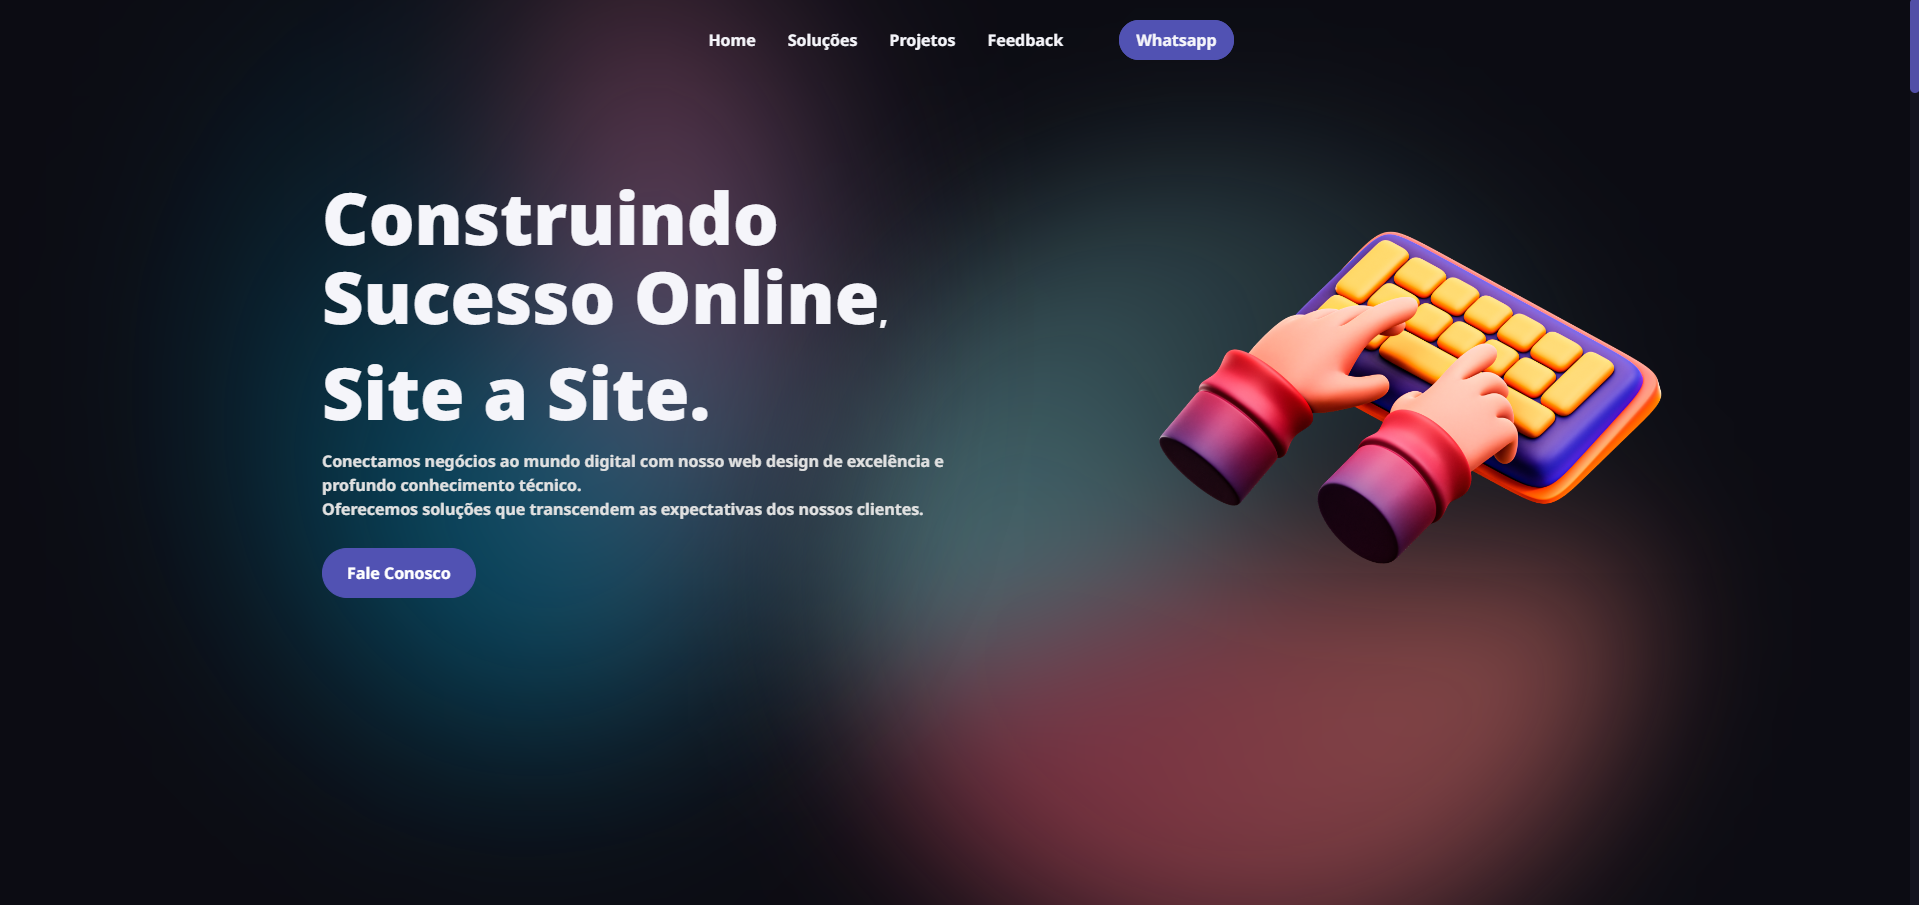 Home Soluções Projetos Feedback Whatsapp
Construindo
Sucesso Online,
Site a Site.
Conectamos negócios ao mundo digital com nosso web design de excelência e
profundo conhecimento técnico.
Oferecemos soluções que transcendem as expectativas dos nossos clientes.
Fale Conosco